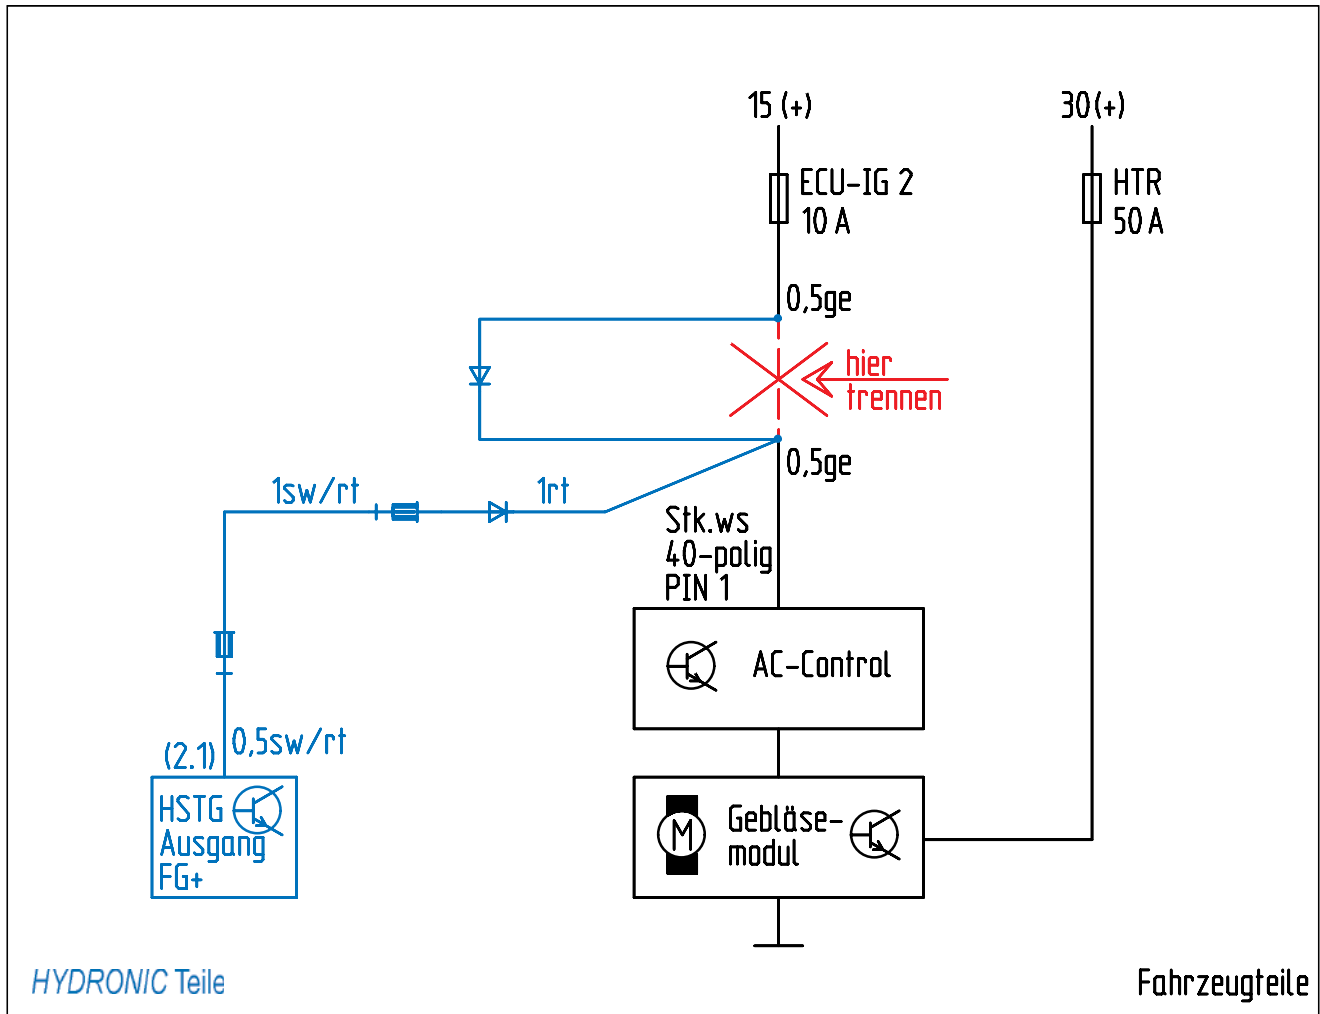 15 (+)
30(+)
ECU-IG 2
10 A
HTR
50 A
0,5ge
hier
trennen
0,5ge
1sw/rt
1rt
Stk.ws
40-polig
PIN 1
AC-Control
(2.1)
0,5sw/rt
HSTG
Ausgang
FG+
M
Gebläse-
modul
HYDRONIC Teile
Fahrzeugteile